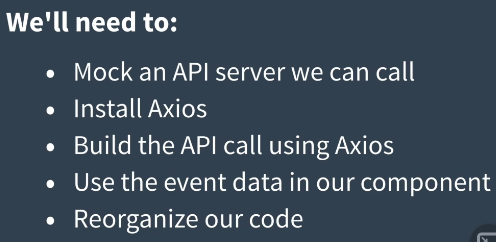 We'll need to:
• Mock an API server we can call
• Install Axios
• Build the API call using Axios
• Use the event data in our component
• Reorganize our code